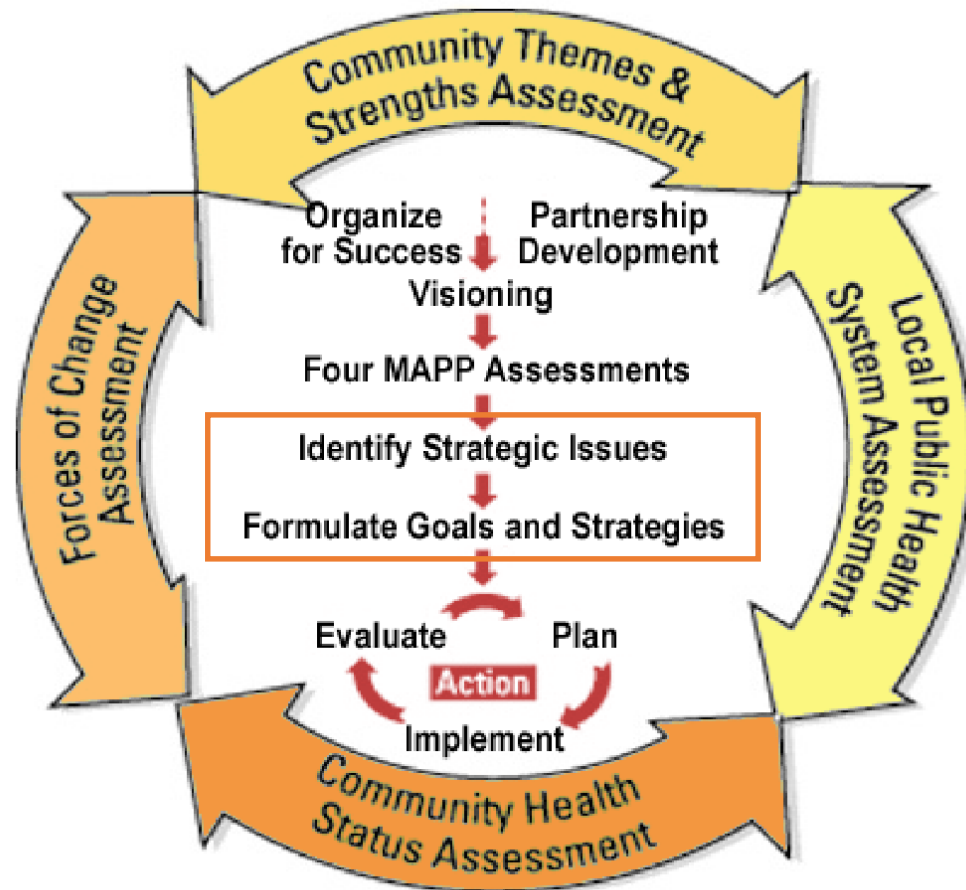 Community Themes &
Strengths Assessment
Organize
for Success
Partnership
Development
Visioning
Four MAPP Assessments
Identify Strategic Issues
Formulate Goals and Strategies
Evaluate
Plan
Action
Implement
Forces of Change
Assessment
Local Public Health
System Assessment
Community Health
Status Assessment